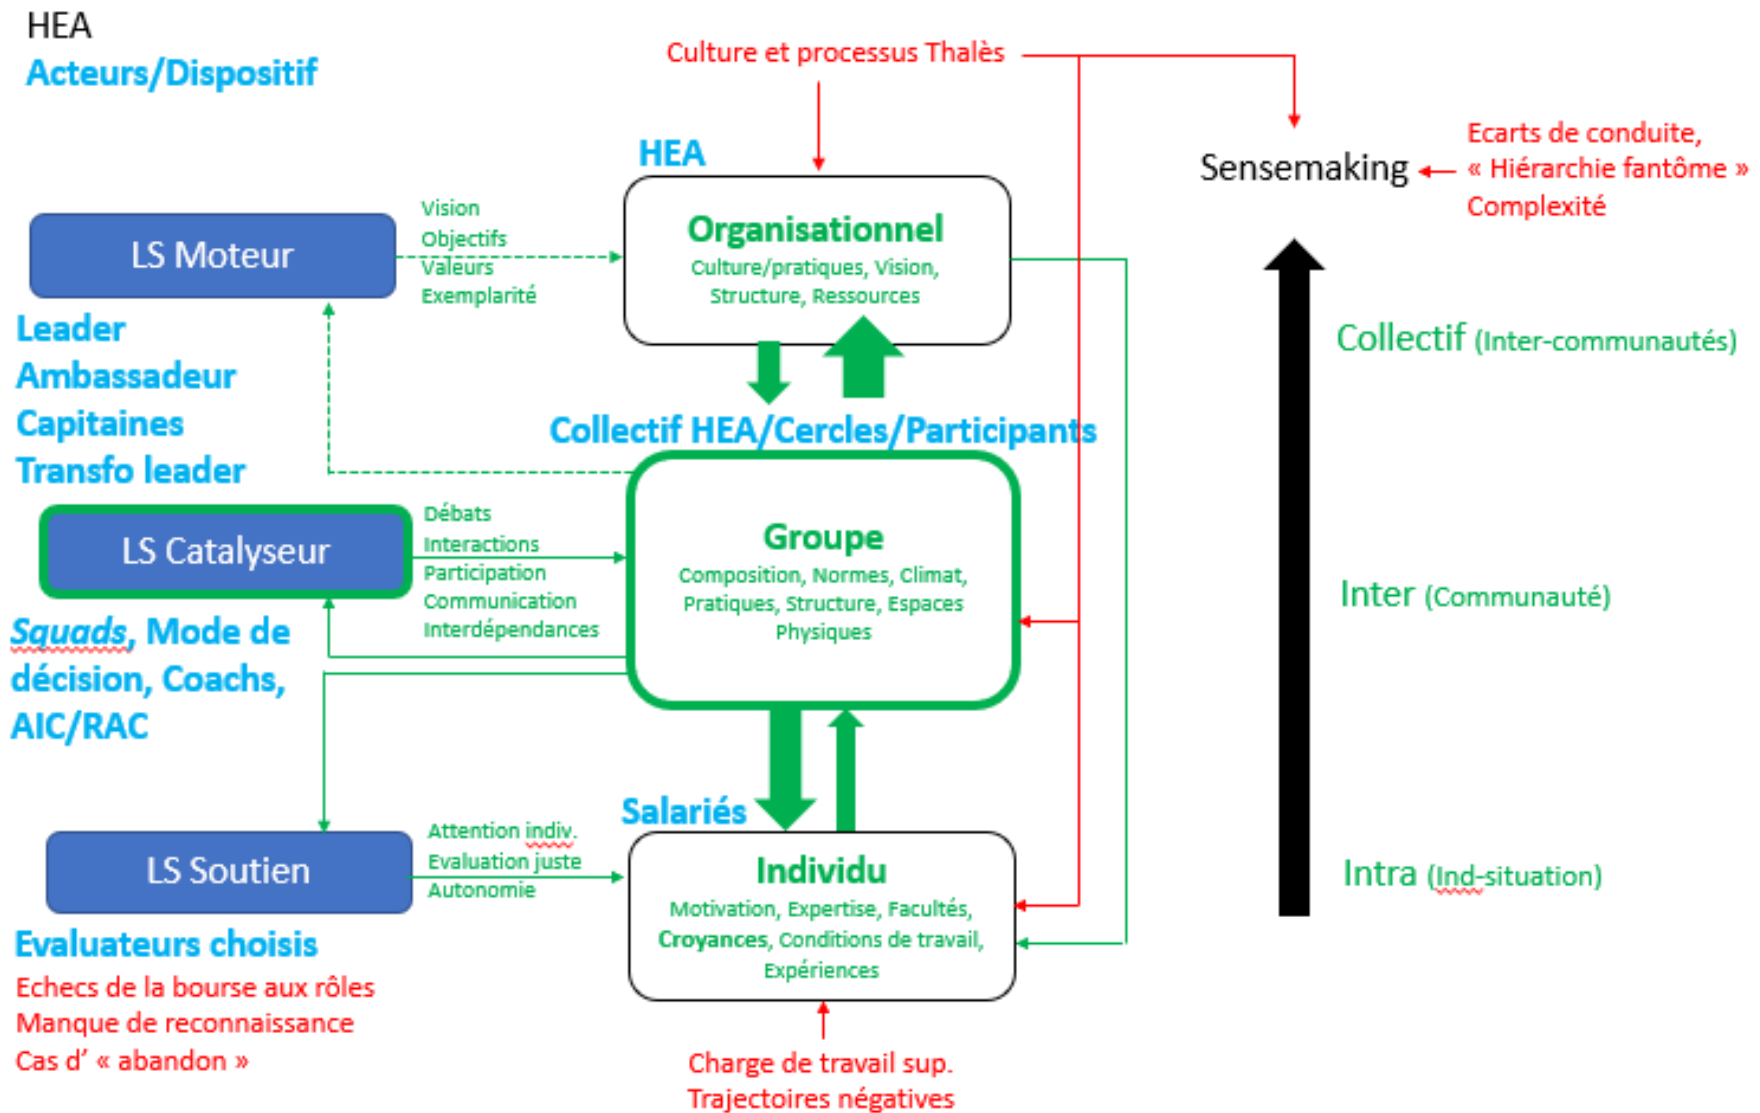 HEA
Acteurs/Dispositif
Culture et processus Thalès
Ecarts de conduite,
« Hiérarchie fantôme »
Complexité
Sensemaking
HEA
Organisationnel
Culture/pratiques, Vision,
Structure, Ressources
LS Moteur
Vision
Objectifs
Valeurs
Exemplarité
Leader
Ambassadeur
Capitaines
Transfo leader
Collectif (Inter-communautés)
Collectif HEA/Cercles/Participants
LS Catalyseur
Débats
Interactions
Participation
Communication
Interdépendances
Groupe
Composition, Normes, Climat,
Pratiques, Structure, Espaces
Physiques
Inter (Communauté)
Squads, Mode de
décision, Coachs,
AIC/RAC
Salariés
LS Soutien
Attention indiv.
Evaluation juste
Autonomie
Individu
Motivation, Expertise, Facultés,
Croyances, Conditions de travail,
Expériences
Intra (Ind-situation)
Evaluateurs choisis
Echecs de la bourse aux rôles
Manque de reconnaissance
Cas d’ « abandon »
Charge de travail sup.
Trajectoires négatives